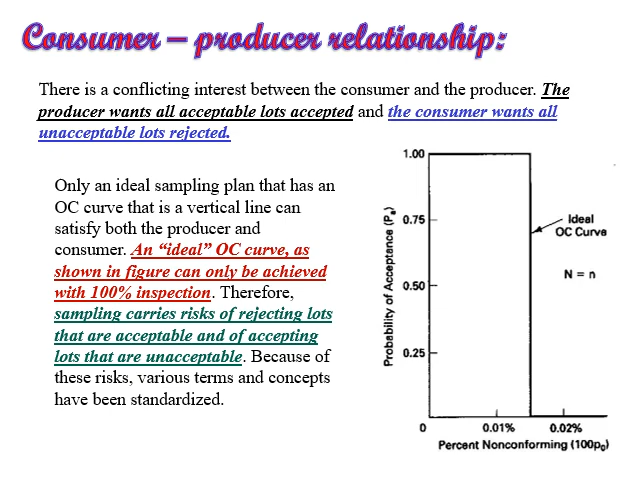 Consumer – producer relationship:
There is a conflicting interest between the consumer and the producer. The
producer wants all acceptable lots accepted and the consumer wants all
unacceptable lots rejected.
Only an ideal sampling plan that has an
OC curve that is a vertical line can
satisfy both the producer and
consumer. An “ideal” OC curve, as
shown in figure can only be achieved
with 100% inspection. Therefore,
sampling carries risks of rejecting lots
that are acceptable and of accepting
lots that are unacceptable. Because of
these risks, various terms and concepts
have been standardized.
1.00
0.75
0.50
0.25
Probability of Acceptance (Pₐ)
Ideal
OC Curve
N = n
0
0.01%
0.02%
Percent Nonconforming (100p₀)